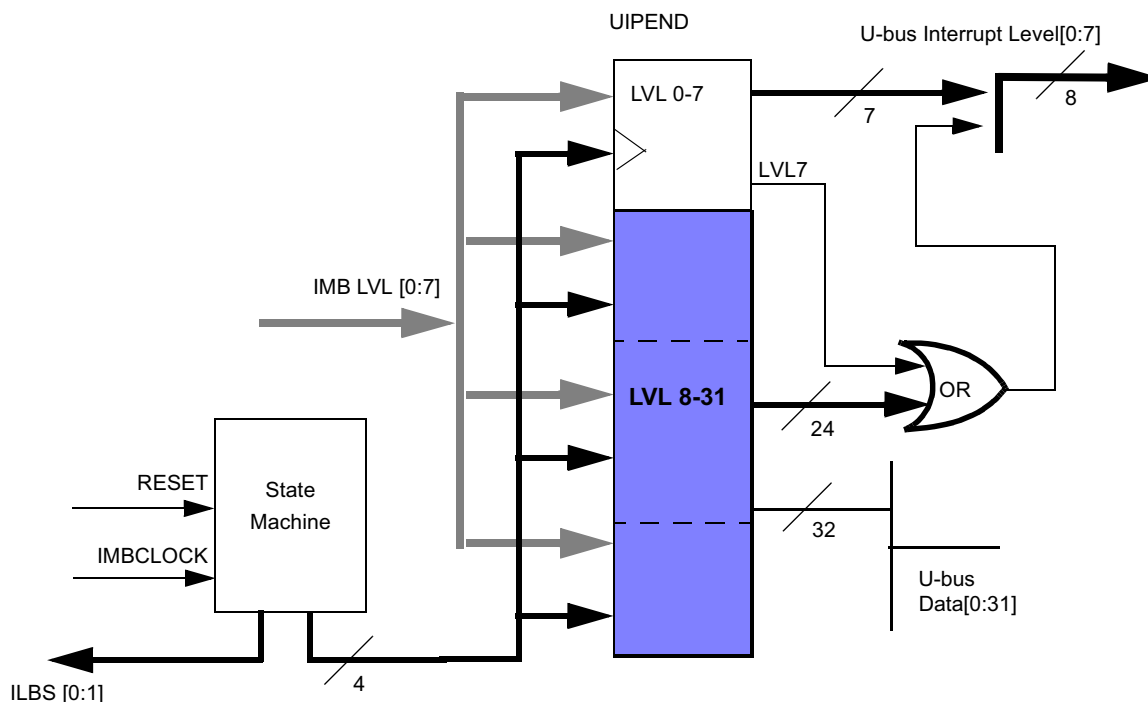 UIPEND
U-bus Interrupt Level[0:7]
LVL 0-7
7
8
LVL7
IMB LVL [0:7]
LVL 8-31
OR
24
RESET
State
Machine
32
IMBCLOCK
U-bus
Data[0:31]
4
ILBS [0:1]